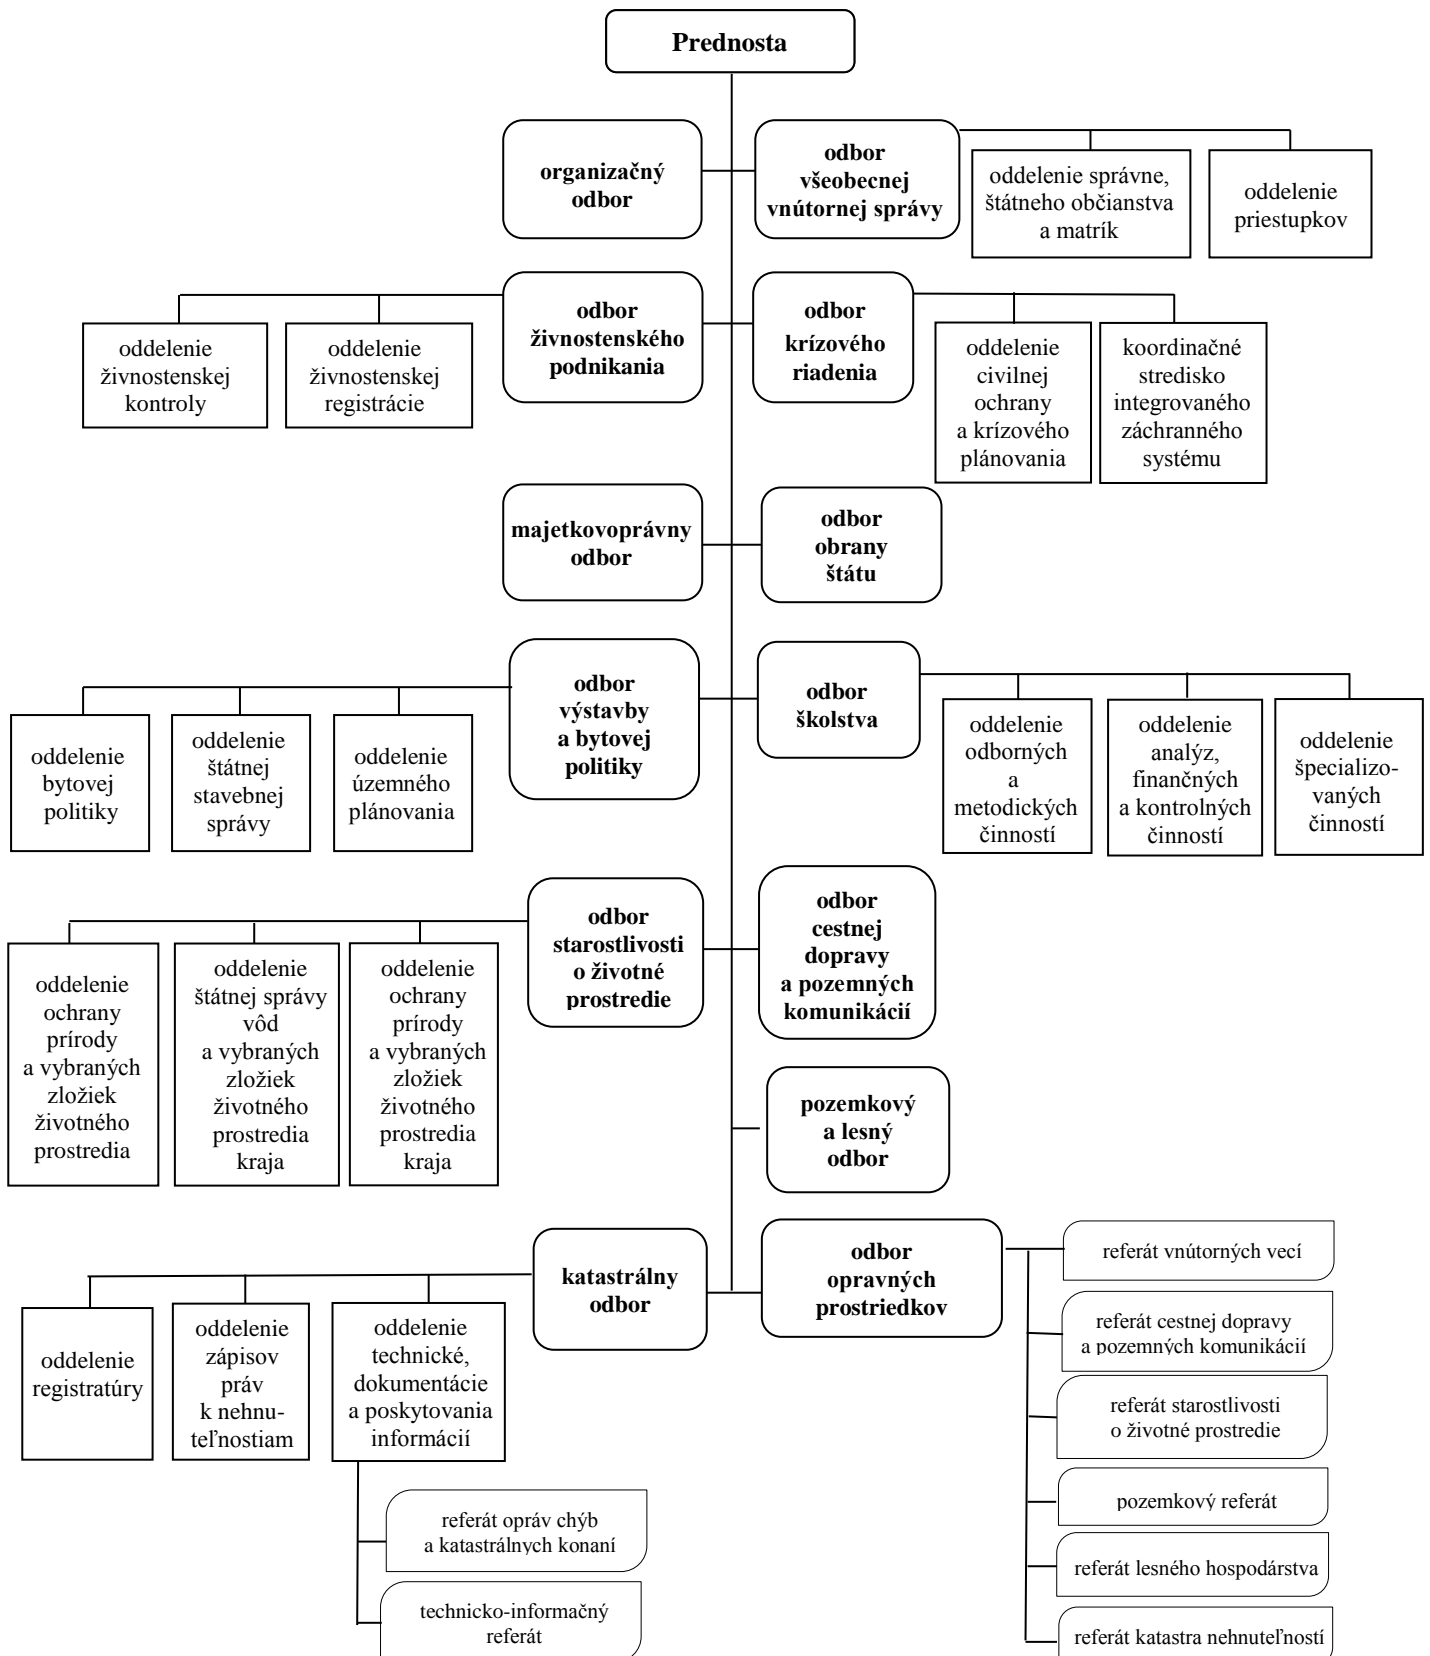 Prednosta
organizačný
odbor
odbor
všeobecnej
vnútornej správy
oddelenie správne,
štátneho občianstva
a matrík
oddelenie
priestupkov
oddelenie
živnostenskej
kontroly
oddelenie
živnostenskej
registrácie
odbor
živnostenského
podnikania
odbor
krízového
riadenia
oddelenie
civilnej
ochrany
a krízového
plánovania
koordinačné
stredisko
integrovaného
záchranného
systému
majetkovoprávny
odbor
odbor
obrany
štátu
oddelenie
bytovej
politiky
oddelenie
štátnej
stavebnej
správy
oddelenie
územného
plánovania
odbor
výstavby
a bytovej
politiky
odbor
školstva
oddelenie
odborných
a
metodických
činností
oddelenie
analýz,
finančných
a kontrolných
činností
oddelenie
špecializo-
vaných
činností
oddelenie
ochrany
prírody
a vybraných
zložiek
životného
prostredia
oddelenie
štátnej správy
vôd
a vybraných
zložiek
životného
prostredia
kraja
oddelenie
ochrany
prírody
a vybraných
zložiek
životného
prostredia
kraja
odbor
starostlivosti
o životné
prostredie
odbor
cestnej
dopravy
a pozemných
komunikácií
pozemkový
a lesný
odbor
oddelenie
registratúry
oddelenie
zápisov
práv
k nehnu-
teľnostiam
oddelenie
technické,
dokumentácie
a poskytovania
informácií
katastrálny
odbor
odbor
opravných
prostriedkov
referát vnútorných vecí
referát cestnej dopravy
a pozemných komunikácií
referát starostlivosti
o životné prostredie
pozemkový referát
referát lesného hospodárstva
referát katastra nehnuteľností
referát opráv chýb
a katastrálnych konaní
technicko-informačný
referát